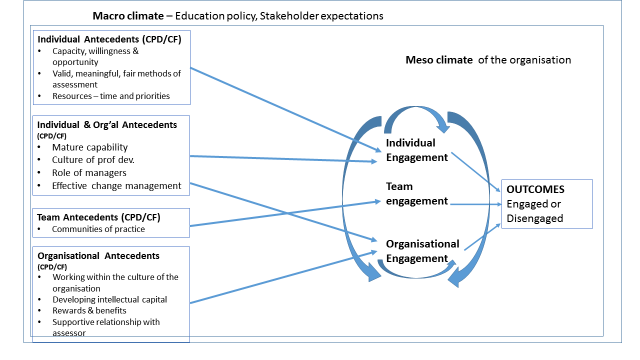 Macro climate – Education policy, Stakeholder expectations
Individual Antecedents (CPD/CF)
• Capacity, willingness &
opportunity
• Valid, meaningful, fair methods of
assessment
• Resources – time and priorities
Meso climate of the organisation
Individual & Org'al Antecedents
(CPD/CF)
• Mature capability
• Culture of prof dev.
• Role of managers
• Effective change management
Team Antecedents (CPD/CF)
• Communities of practice
Organisational Antecedents
(CPD/CF)
• Working within the culture of the
organisation
• Developing intellectual capital
• Rewards & benefits
• Supportive relationship with
assessor
Individual
Engagement
Team
engagement
Organisational
Engagement
OUTCOMES
Engaged or
Disengaged